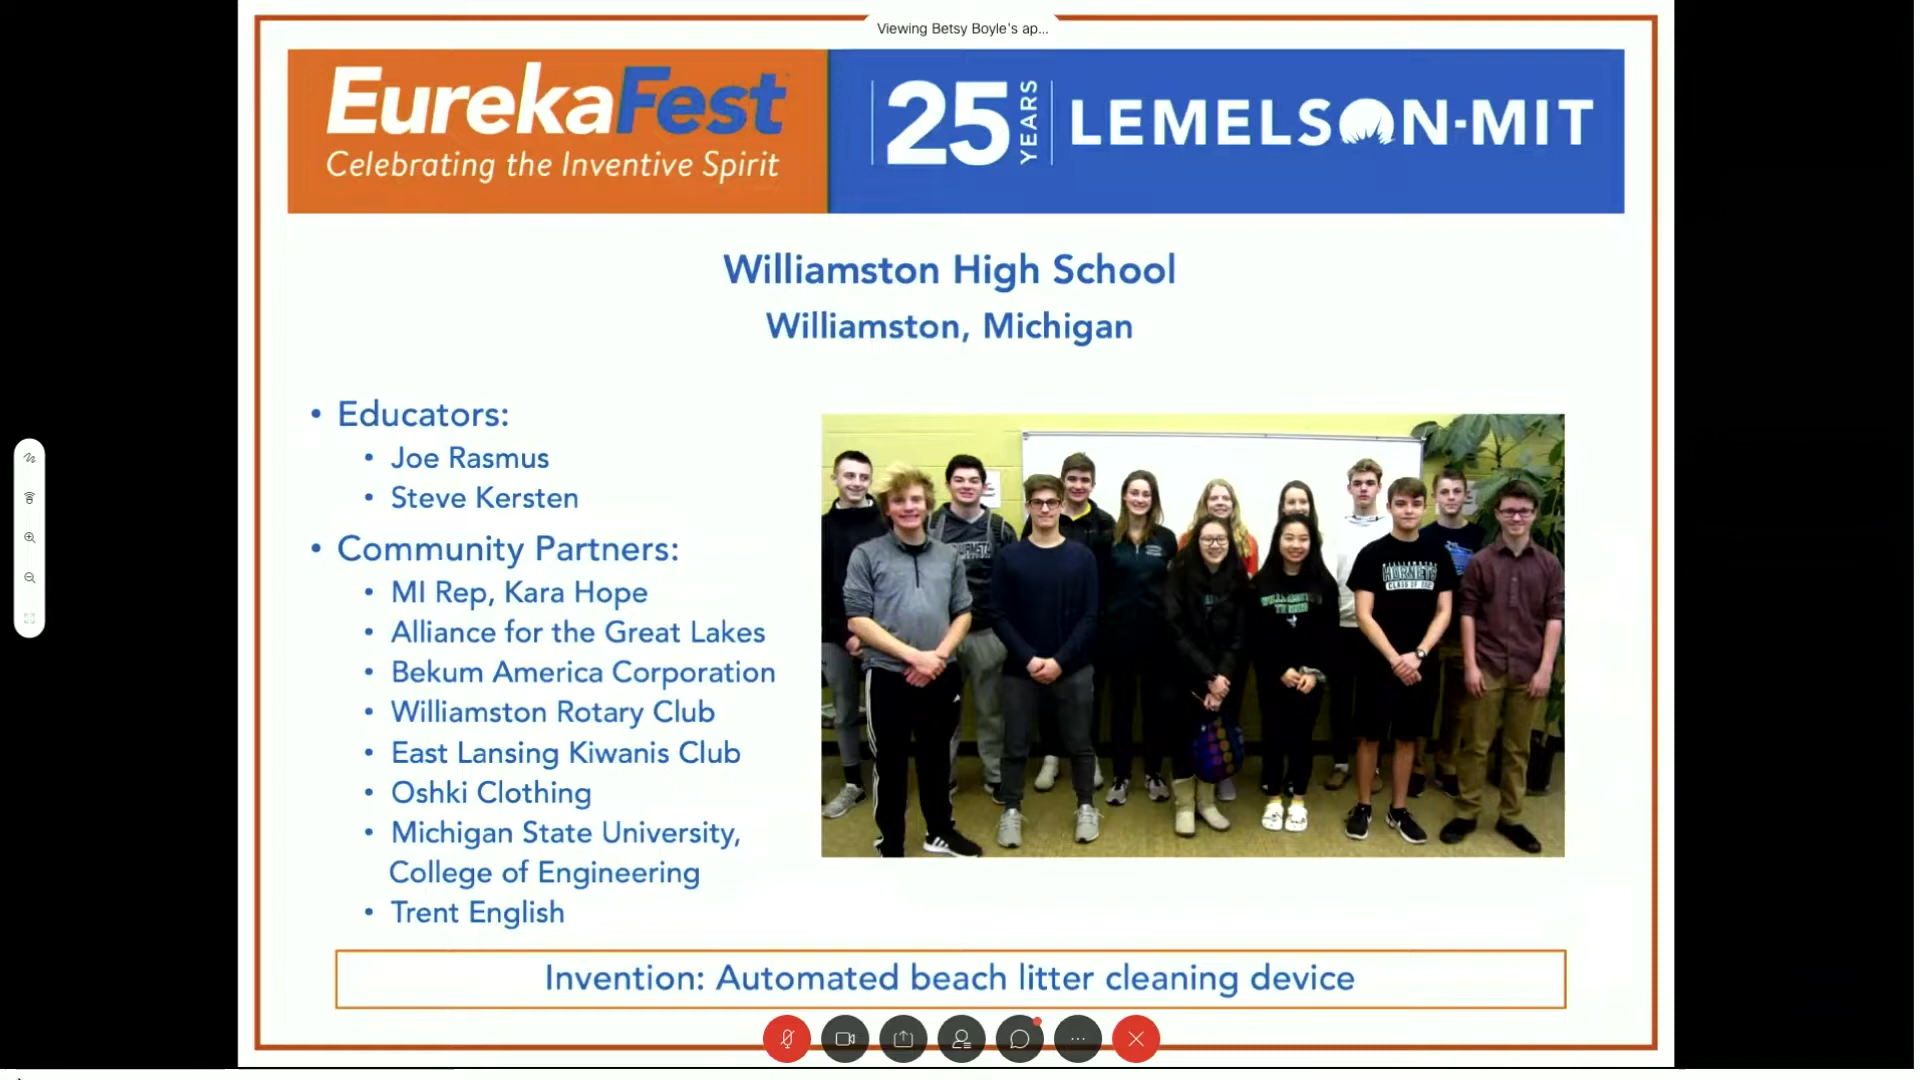 Viewing Betsy Boyle's ap...
EurekaFest
Celebrating the Inventive Spirit
25 YEARS
LEMELSON-MIT
Williamston High School
Williamston, Michigan
• Educators:
• Joe Rasmus
• Steve Kersten
• Community Partners:
• MI Rep, Kara Hope
• Alliance for the Great Lakes
• Bekum America Corporation
• Williamston Rotary Club
• East Lansing Kiwanis Club
• Oshki Clothing
• Michigan State University,
College of Engineering
• Trent English
HORNETS
Invention: Automated beach litter cleaning device